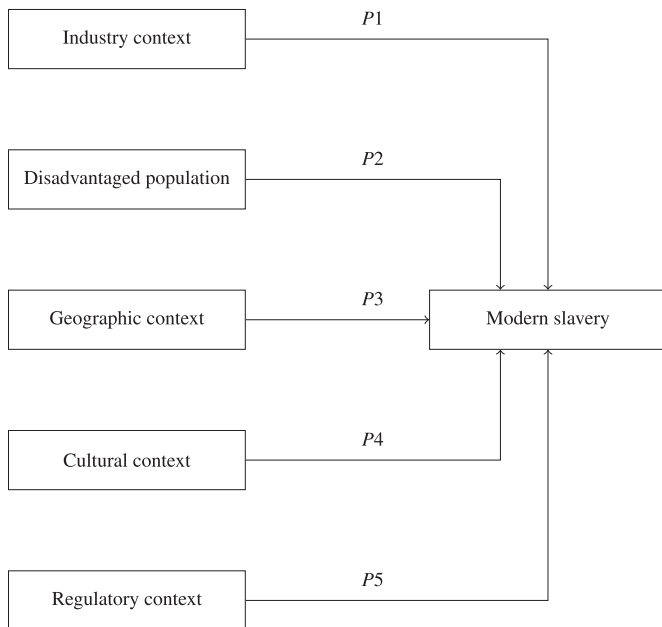 Industry context
P1
Disadvantaged population
P2
Geographic context
P3
Modern slavery
Cultural context
P4
Regulatory context
P5